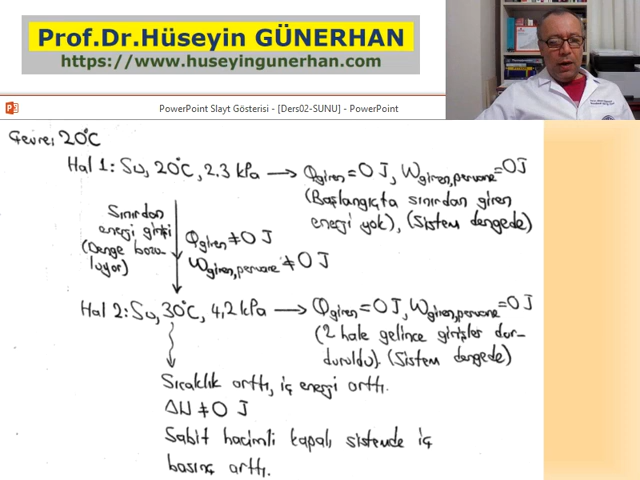 Prof.Dr.Hüseyin GÜNERHAN
https://www.huseyingunerhan.com
PowerPoint Slayt Gösterisi - [Ders02-SUNU] - PowerPoint
Çevre: 20°C
Hal 1: Su, 20°C, 2.3 kPa → Qgiren = 0 J, Wgiren,pervane = 0 J
(Başlangıçta sınırdan giren
enerji yok), (Sistem dengede)
Sınırdan
enerji girişi
(Denge bozu-
luyor)
Qgiren ≠ 0 J
Wgiren,pervane ≠ 0 J
Hal 2: Su, 30°C, 4,2 kPa → Qgiren = 0 J, Wgiren,pervane = 0 J
(2 hale gelince girişler dur-
duruldu). (Sistem dengede)
Sıcaklık arttı, iç enerji arttı.
ΔU ≠ 0 J
Sabit hacimli kapalı sistemde iç
basınç arttı.